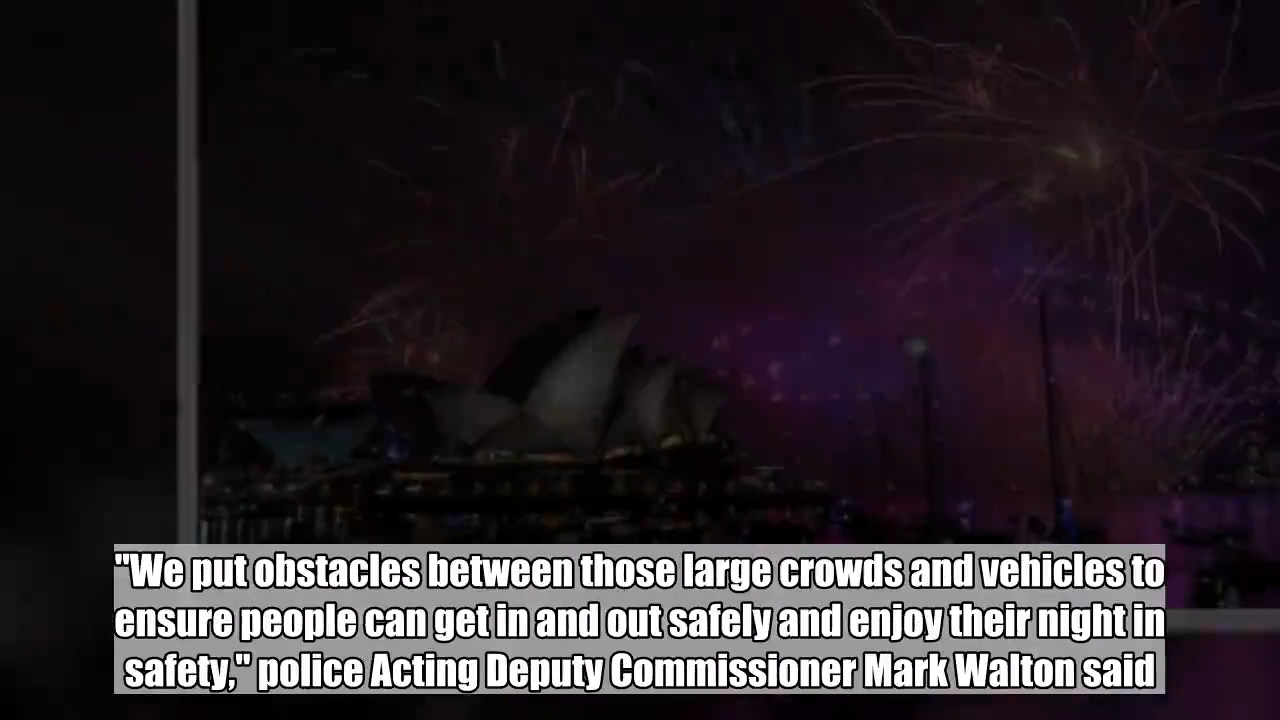 "We put obstacles between those large crowds and vehicles to
ensure people can get in and out safely and enjoy their night in
safety," police Acting Deputy Commissioner Mark Walton said